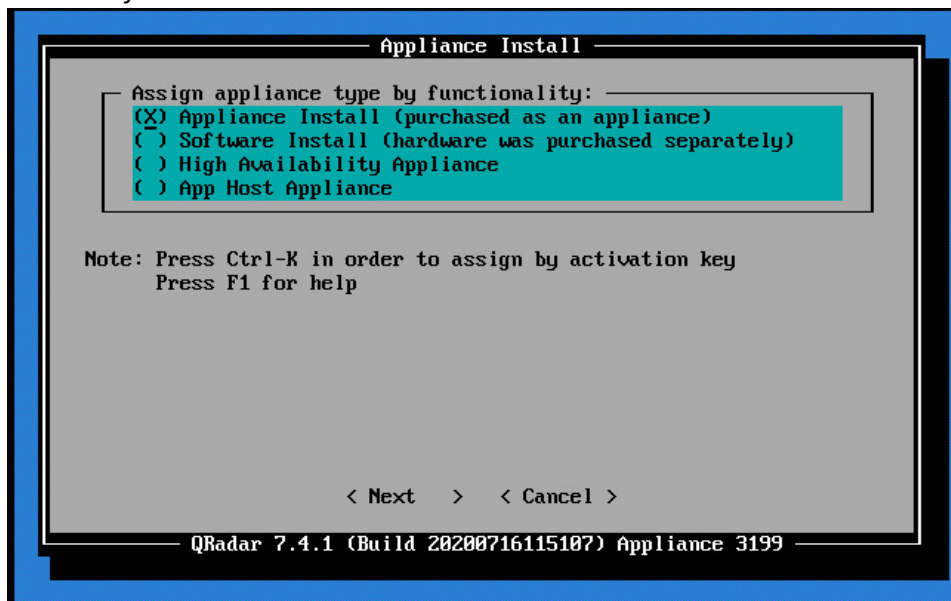 Appliance Install
Assign appliance type by functionality:
(X) Appliance Install (purchased as an appliance)
( ) Software Install (hardware was purchased separately)
( ) High Availability Appliance
( ) App Host Appliance
Note: Press Ctrl-K in order to assign by activation key
Press F1 for help
< Next > < Cancel >
QRadar 7.4.1 (Build 20200716115107) Appliance 3199